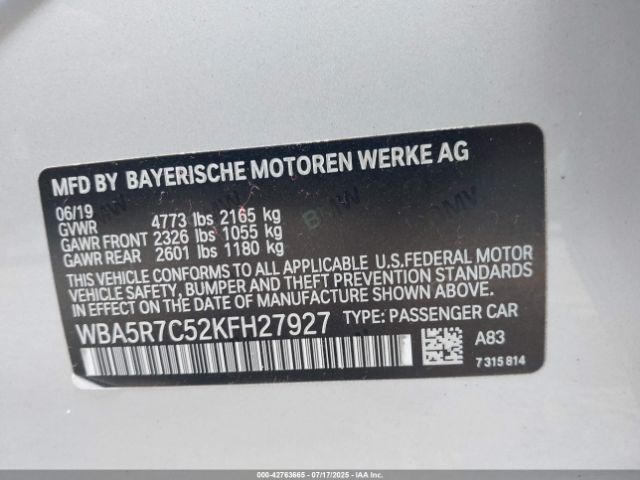 MFD BY BAYERISCHE MOTOREN WERKE AG
06/19
GVWR 4773 lbs 2165 kg
GAWR FRONT 2326 lbs 1055 kg
GAWR REAR 2601 lbs 1180 kg
THIS VEHICLE CONFORMS TO ALL APPLICABLE U.S.FEDERAL MOTOR
VEHICLE SAFETY, BUMPER AND THEFT PREVENTION STANDARDS
IN EFFECT ON THE DATE OF MANUFACTURE SHOWN ABOVE.
WBA5R7C52KFH27927 TYPE: PASSENGER CAR
A83
7 315 814
000-42763665 - 07/17/2025 - IAAI.com